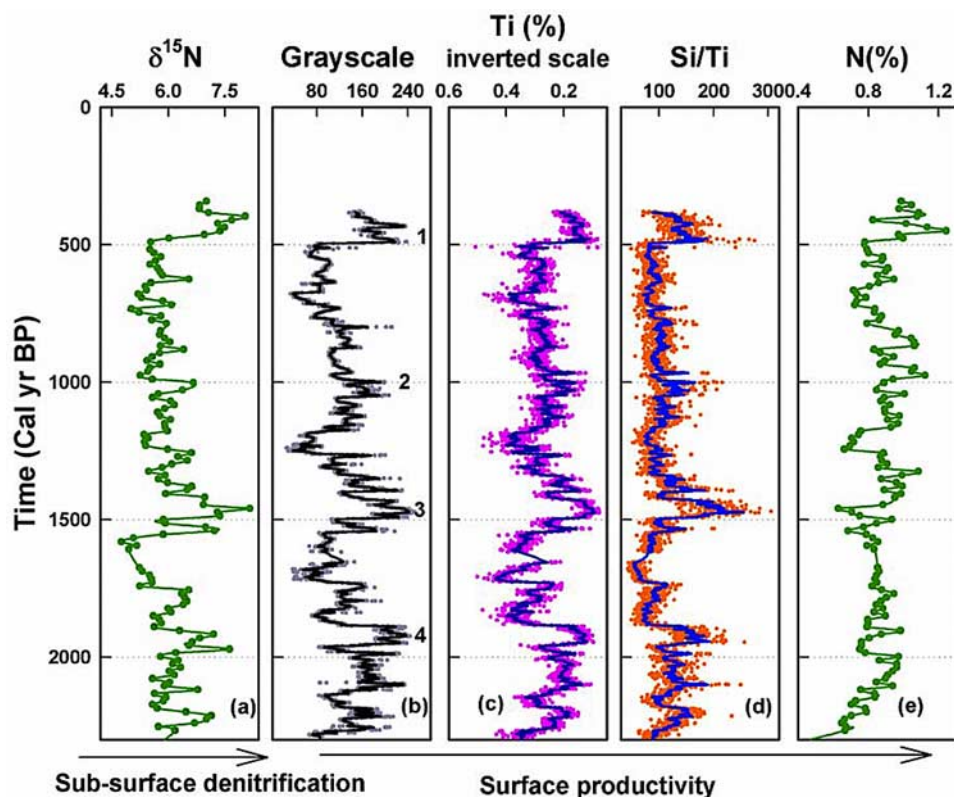 Ti (%)
δ15N Grayscale inverted scale Si/Ti N(%)
4.5 6.0 7.5 80 160 240 0.6 0.4 0.2 100 200 300 0.4 0.8 1.2
0
500
1000
1500
2000
Time (Cal yr BP)
1
2
3
4
(a) (b) (c) (d) (e)
Sub-surface denitrification Surface productivity